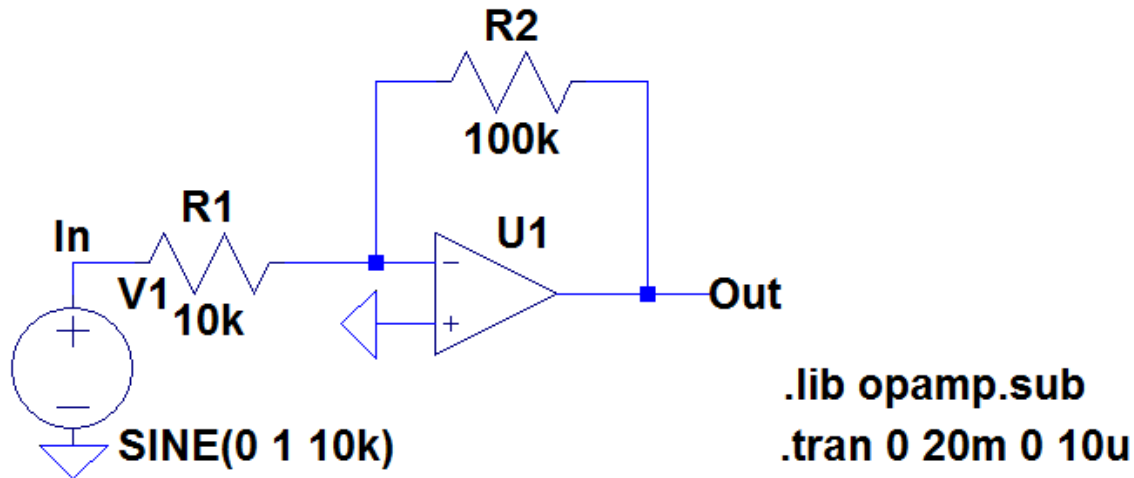 R2
100k
R1
In
U1
V1
10k
Out
.lib opamp.sub
SINE(0 1 10k)
.tran 0 20m 0 10u